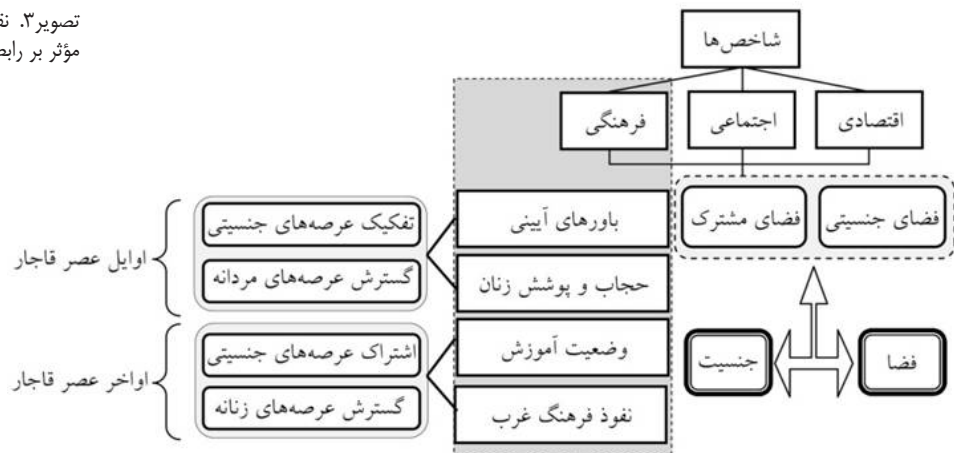 تصویر۳.
مؤثر بر
شاخص‌ها
اقتصادی
اجتماعی
فرهنگی
فضای جنسیتی
فضای مشترک
فضا
جنسیت
باورهای آیینی
حجاب و پوشش زنان
وضعیت آموزش
نفوذ فرهنگ غرب
تفکیک عرصه‌های جنسیتی
گسترش عرصه‌های مردانه
اشتراک عرصه‌های جنسیتی
گسترش عرصه‌های زنانه
اوایل عصر قاجار
اواخر عصر قاجار